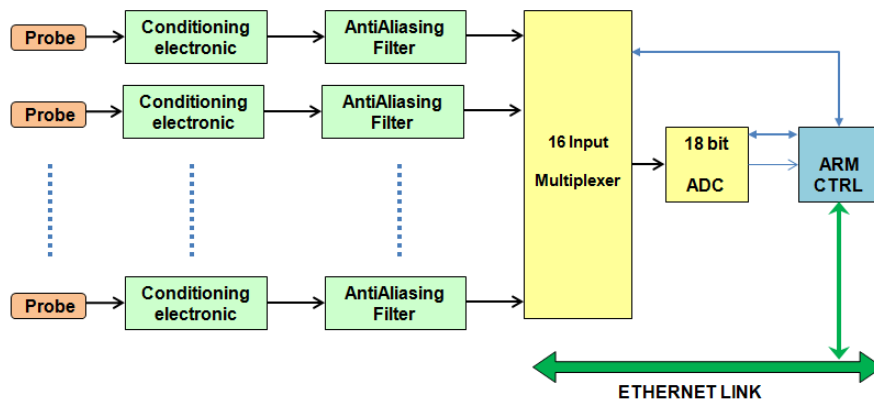 Probe
Conditioning
electronic
AntiAliasing
Filter
Probe
Conditioning
electronic
AntiAliasing
Filter
16 Input
Multiplexer
18 bit
ADC
ARM
CTRL
Probe
Conditioning
electronic
AntiAliasing
Filter
ETHERNET LINK